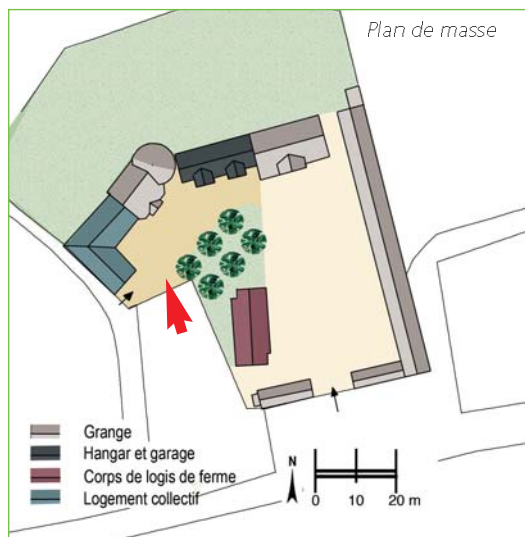 Plan de masse
Grange
Hangar et garage
Corps de logis de ferme
Logement collectif
N
0 10 20 m